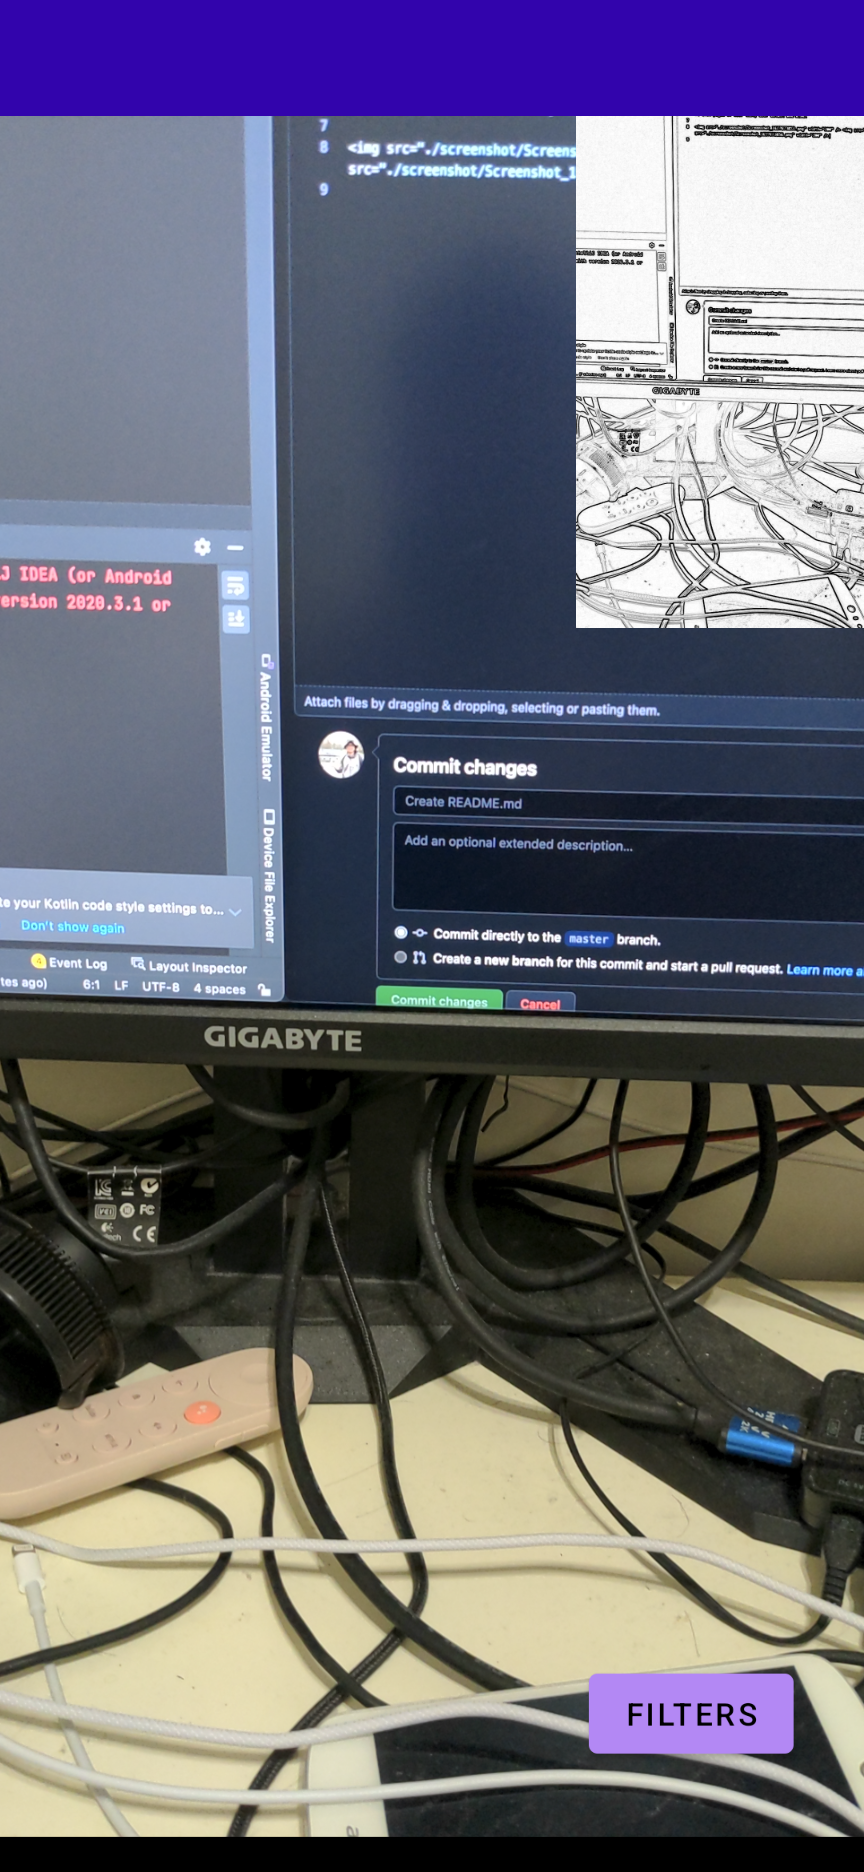 7
8 <img src="./screenshot/Screens
src="./screenshot/Screenshot_1
9
J IDEA (or Android
ersion 2020.3.1 or
Android Emulator
Device File Explorer
te your Kotlin code style settings to...
Don't show again
Event Log
Layout Inspector
tes ago)
6:1 LF UTF-8 4 spaces
Attach files by dragging & dropping, selecting or pasting them.
Commit changes
Create README.md
Add an optional extended description...
Commit directly to the master branch.
Create a new branch for this commit and start a pull request. Learn more a
Commit changes
Cancel
GIGABYTE
Commit changes
GIGABYTE
FC
CE
FILTERS